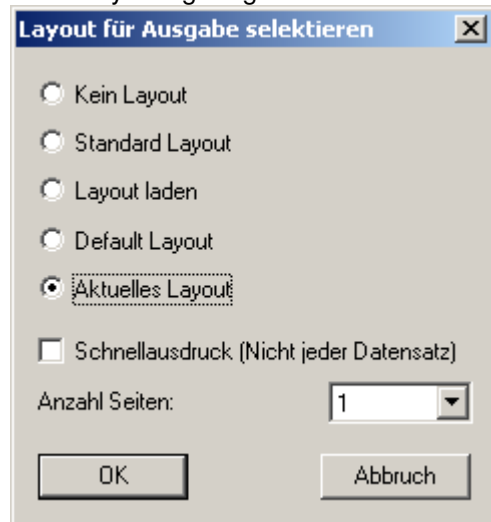 Layout für Ausgabe selektieren
Kein Layout
Standard Layout
Layout laden
Default Layout
Aktuelles Layout
Schnellausdruck (Nicht jeder Datensatz)
Anzahl Seiten: 1
OK Abbruch